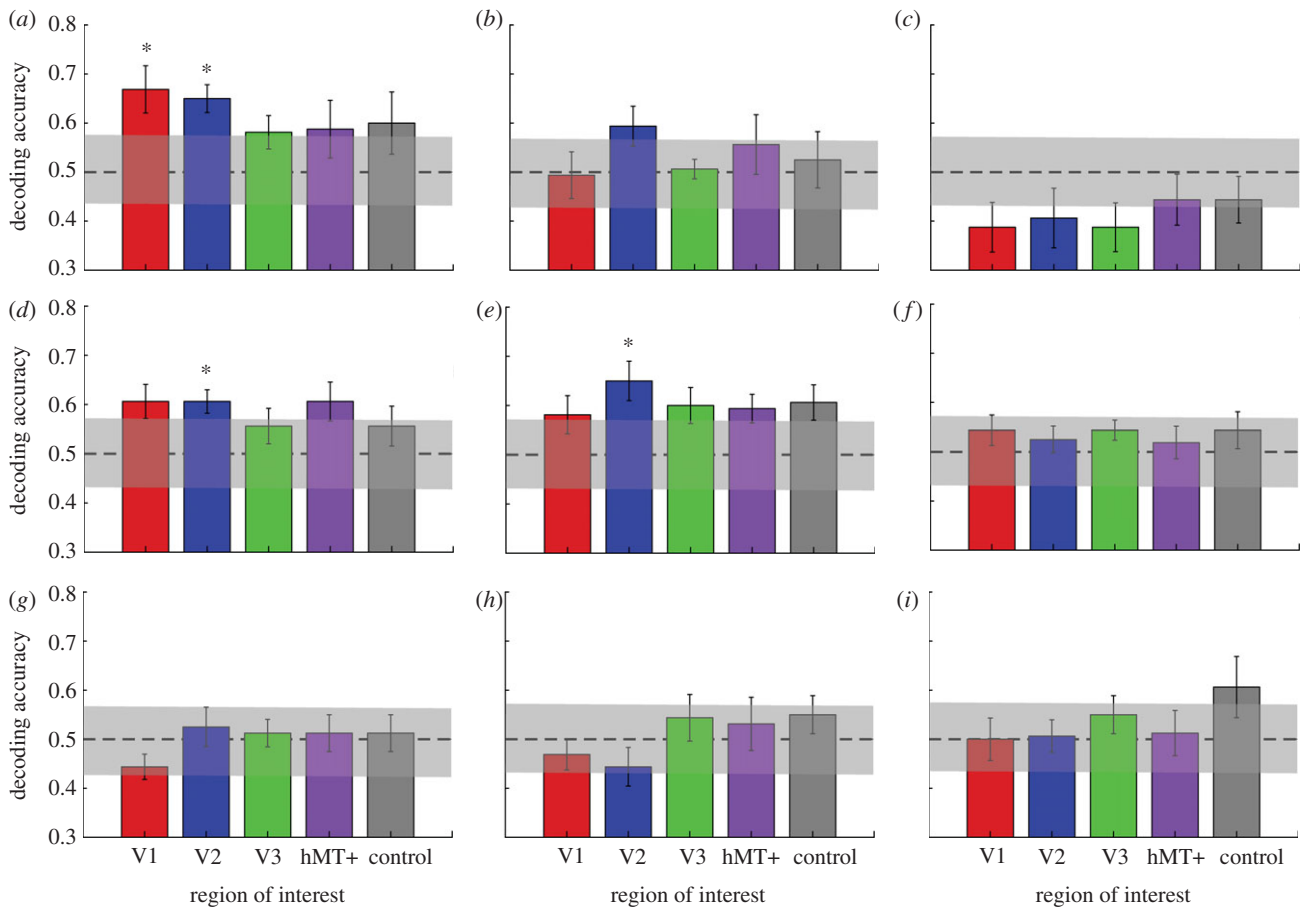 (a) (b) (c)
0.8
0.7
0.6
0.5
0.4
0.3
decoding accuracy
* *
(d) (e) (f)
0.8
0.7
0.6
0.5
0.4
0.3
decoding accuracy
* *
(g) (h) (i)
0.8
0.7
0.6
0.5
0.4
0.3
decoding accuracy
V1 V2 V3 hMT+ control V1 V2 V3 hMT+ control V1 V2 V3 hMT+ control
region of interest region of interest region of interest